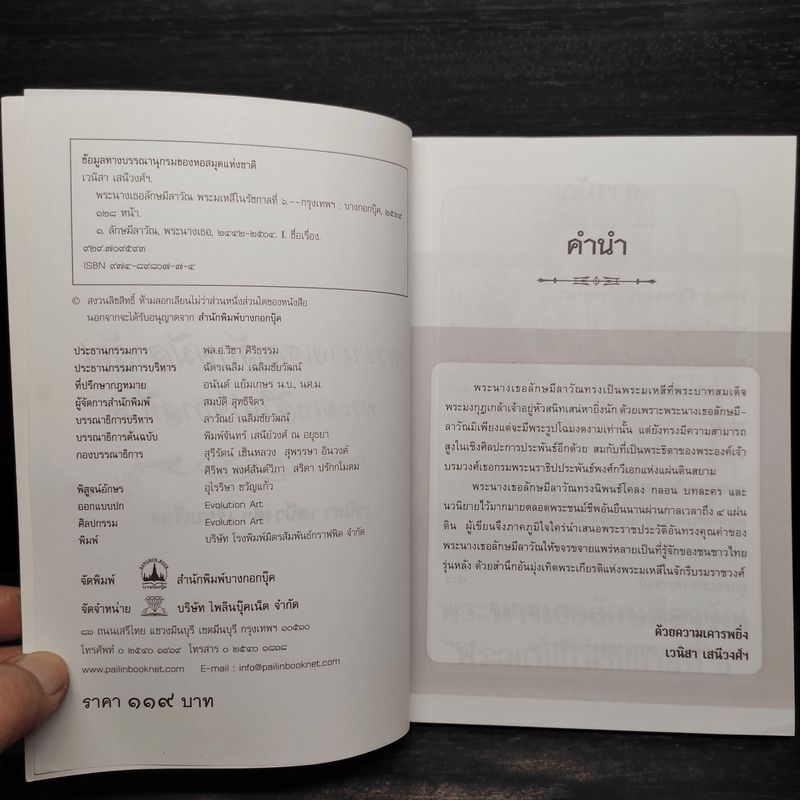 ข้อมูลทางบรรณานุกรมของหอสมุดแห่งชาติ
เวนิสา เสนีวงศ์ฯ.
พระนางเธอลักษมีลาวัณ พระมเหสีในรัชกาลที่ ๖.--กรุงเทพฯ : บางกอกบุ๊ค, ๒๕๓๙.
๑๒๘ หน้า.
๑. ลักษมีลาวัณ, พระนางเธอ, ๒๔๔๒-๒๕๐๔. I. ชื่อเรื่อง.
๙๒๙.๗๐๙๕๙๓
ISBN ๙๗๔-๘๙๘๐๗-๗-๔
© สงวนลิขสิทธิ์ ห้ามลอกเลียนไม่ว่าส่วนหนึ่งส่วนใดของหนังสือ
นอกจากจะได้รับอนุญาตจาก สำนักพิมพ์บางกอกบุ๊ค
ประธานกรรมการ พล.อ.วิชา ศิริธรรม
ประธานกรรมการบริหาร ฉัตรเฉลิม เฉลิมชัยวัฒน์
ที่ปรึกษากฎหมาย อนันต์ แย้มเกษร น.บ., นศ.ม.
ผู้จัดการสำนักพิมพ์ สมบัติ สุทธิจิตร
บรรณาธิการบริหาร ลาวัณย์ เฉลิมชัยวัฒน์
บรรณาธิการต้นฉบับ พิมพ์จันทร์ เสนีย์วงศ์ ณ อยุธยา
กองบรรณาธิการ สุรีรัตน์ เซ็นหลวง สุพรรษา อินวงค์
ศิริพร พงศ์สันต์วิภา สริตา ปรักกโมดม
พิสูจน์อักษร อุไรรีษา ขวัญแก้ว
ออกแบบปก Evolution Art
ศิลปกรรม Evolution Art
พิมพ์ บริษัท โรงพิมพ์มิตรสัมพันธ์กราฟฟิค จำกัด
จัดพิมพ์ BANGKOK BOOK สำนักพิมพ์บางกอกบุ๊ค
จัดจำหน่าย บริษัท ไพลินบุ๊คเน็ต จำกัด
๘๑ ถนนเสรีไทย แขวงมีนบุรี เขตมีนบุรี กรุงเทพฯ ๑๐๕๑๐
โทรศัพท์ ๐ ๒๕๔๐ ๑๙๑๙ โทรสาร ๐ ๒๕๔๐ ๑๘๑๘
www.pailinbooknet.com E-mail : info@pailinbooknet.com
ราคา ๑๑๙ บาท
คำนำ
พระนางเธอลักษมีลาวัณทรงเป็นพระมเหสีที่พระบาทสมเด็จ
พระมงกุฎเกล้าเจ้าอยู่หัวสนิทเสน่หายิ่งนัก ด้วยเพราะพระนางเธอลักษมี-
ลาวัณมิเพียงแต่จะมีพระรูปโฉมงดงามเท่านั้น แต่ยังทรงมีความสามารถ
สูงในเชิงศิลปะการประพันธ์อีกด้วย สมกับที่เป็นพระธิดาของพระองค์เจ้า
บรมวงศ์เธอกรมพระนราธิปประพันธ์พงศ์กวีเอกแห่งแผ่นดินสยาม
พระนางเธอลักษมีลาวัณทรงนิพนธ์โคลง กลอน บทละคร และ
นวนิยายไว้มากมายตลอดพระชนม์ชีพอันยืนนานผ่านกาลเวลาถึง ๔ แผ่น
ดิน ผู้เขียนจึงภาคภูมิใจใคร่นำเสนอพระราชประวัติอันทรงคุณค่าของ
พระนางเธอลักษมีลาวัณให้ขจรขจายแพร่หลายเป็นที่รู้จักของชนชาวไทย
รุ่นหลัง ด้วยสำนึกอันมุ่งเทิดพระเกียรติแห่งพระมเหสีในจักรีบรมราชวงศ์
ด้วยความเคารพยิ่ง
เวนิสา เสนีวงศ์ฯ